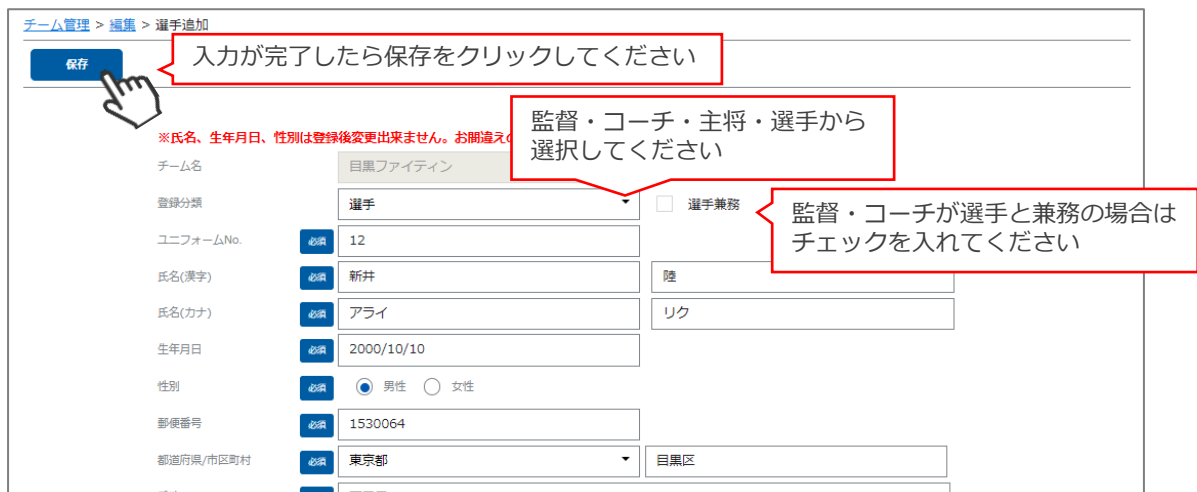 チーム管理 > 編集 > 選手追加
保存
入力が完了したら保存をクリックしてください
監督・コーチ・主将・選手から
選択してください
※氏名、生年月日、性別は登録後変更出来ません。お間違え
チーム名 目黒ファイティン
登録分類 選手 選手兼務
監督・コーチが選手と兼務の場合は
チェックを入れてください
ユニフォームNo. 必須 12
氏名(漢字) 必須 新井 陸
氏名(カナ) 必須 アライ リク
生年月日 必須 2000/10/10
性別 必須 男性 女性
郵便番号 必須 1530064
都道府県/市区町村 必須 東京都 目黒区